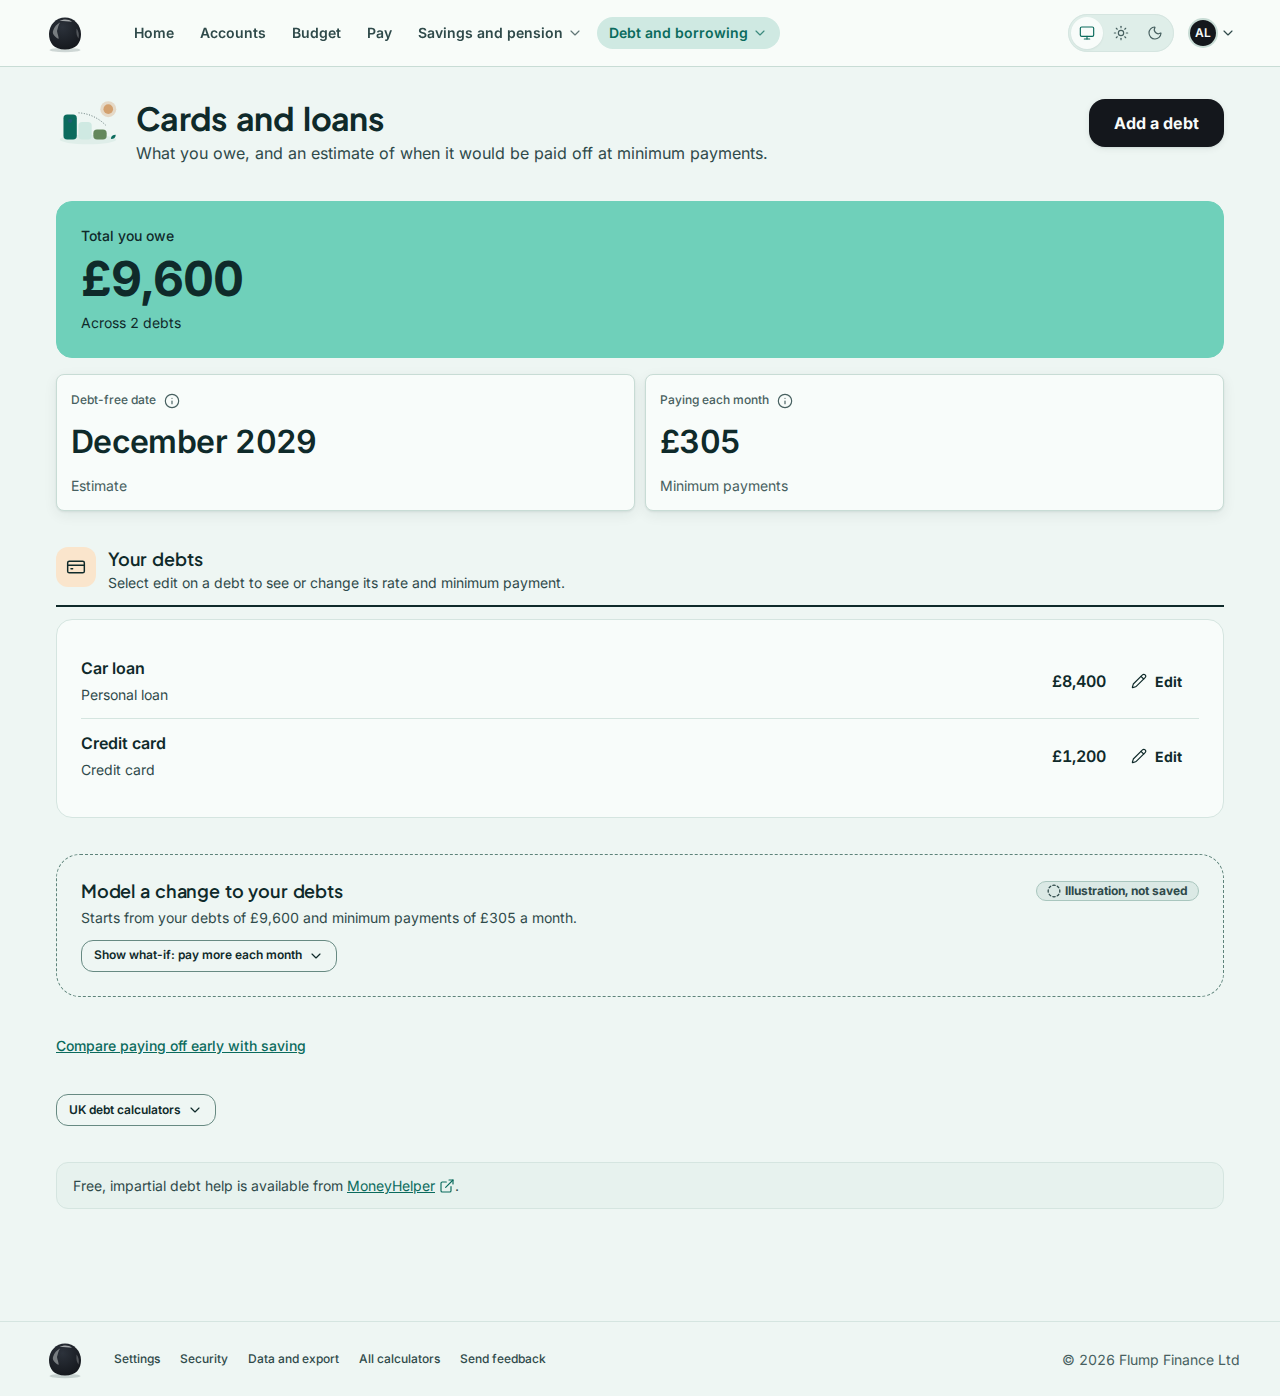 Home Accounts Budget Pay Savings and pension Debt and borrowing AL
Cards and loans
Add a debt
What you owe, and an estimate of when it would be paid off at minimum payments.
Total you owe
£9,600
Across 2 debts
Debt-free date
December 2029
Estimate
Paying each month
£305
Minimum payments
Your debts
Select edit on a debt to see or change its rate and minimum payment.
Car loan
Personal loan
£8,400 Edit
Credit card
Credit card
£1,200 Edit
Model a change to your debts
Illustration, not saved
Starts from your debts of £9,600 and minimum payments of £305 a month.
Show what-if: pay more each month
Compare paying off early with saving
UK debt calculators
Free, impartial debt help is available from MoneyHelper.
Settings Security Data and export All calculators Send feedback © 2026 Flump Finance Ltd